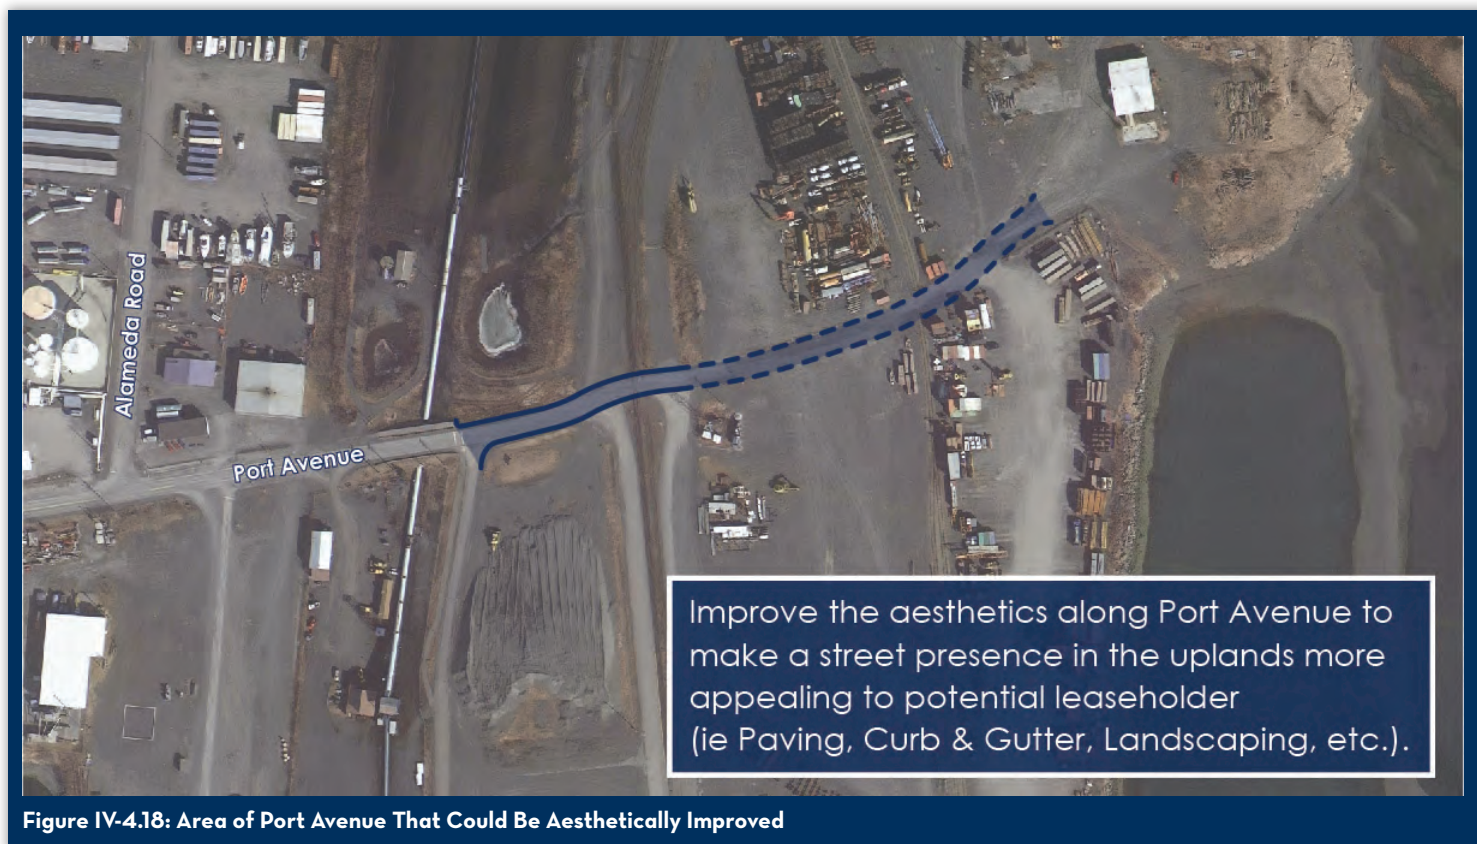 Alameda Road
Port Avenue
Improve the aesthetics along Port Avenue to
make a street presence in the uplands more
appealing to potential leaseholder
(ie Paving, Curb & Gutter, Landscaping, etc.).
Figure IV-4.18: Area of Port Avenue That Could Be Aesthetically Improved